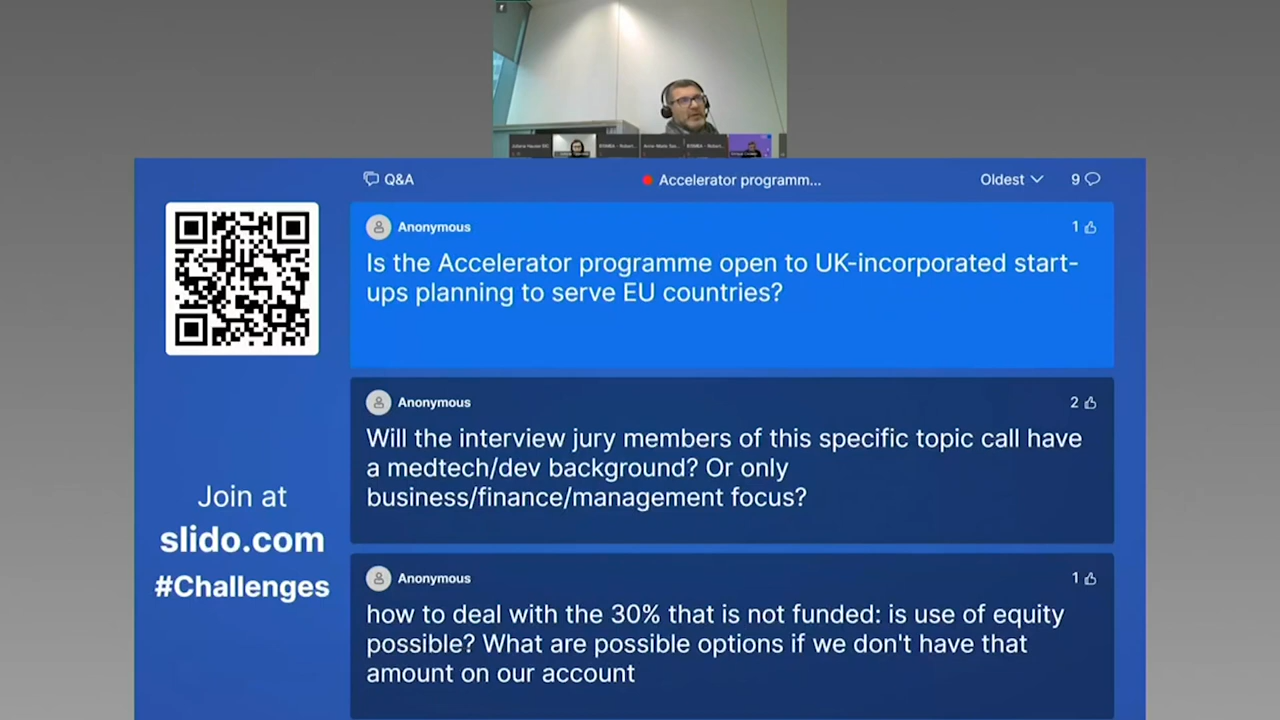 Q&A
Accelerator programm...
Oldest
9
Anonymous
1
Is the Accelerator programme open to UK-incorporated start-
ups planning to serve EU countries?
Anonymous
2
Will the interview jury members of this specific topic call have
a medtech/dev background? Or only
business/finance/management focus?
Join at
slido.com
#Challenges
Anonymous
1
how to deal with the 30% that is not funded: is use of equity
possible? What are possible options if we don't have that
amount on our account